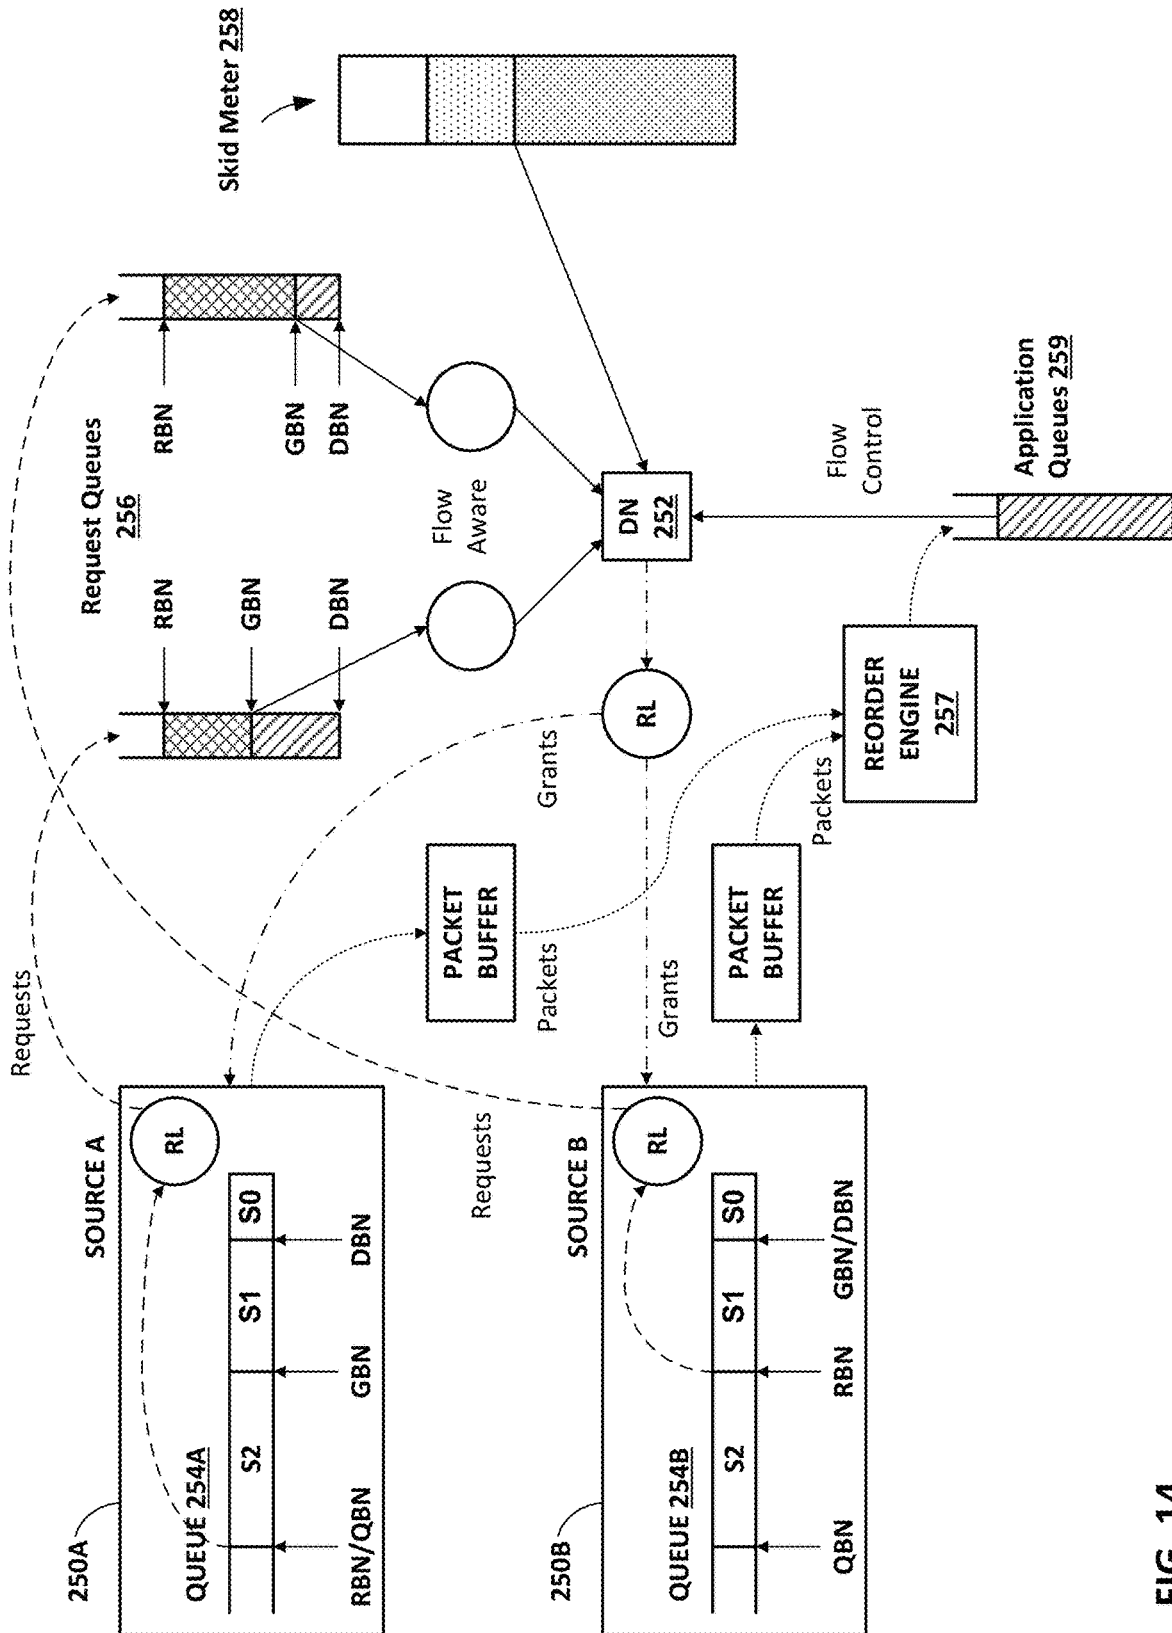 Requests
250A
SOURCE A
QUEUE 254A
RL
S2
S1
S0
RBN/QBN
GBN
DBN
Requests
250B
SOURCE B
QUEUE 254B
RL
S2
S1
S0
QBN
RBN
GBN/DBN
PACKET
BUFFER
Packets
Grants
PACKET
BUFFER
Packets
Grants
RL
Request Queues
256
RBN
GBN
DBN
RBN
GBN
DBN
Flow
Aware
DN
252
Skid Meter 258
Flow
Control
REORDER
ENGINE
257
Application
Queues 259
FIG. 14